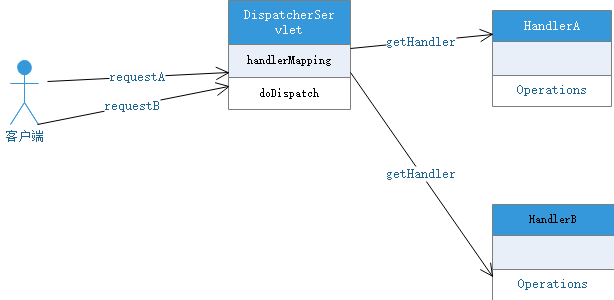 DispatcherSer
vlet
handlerMapping
doDispatch
requestA
requestB
客户端
getHandler
HandlerA
Operations
getHandler
HandlerB
Operations